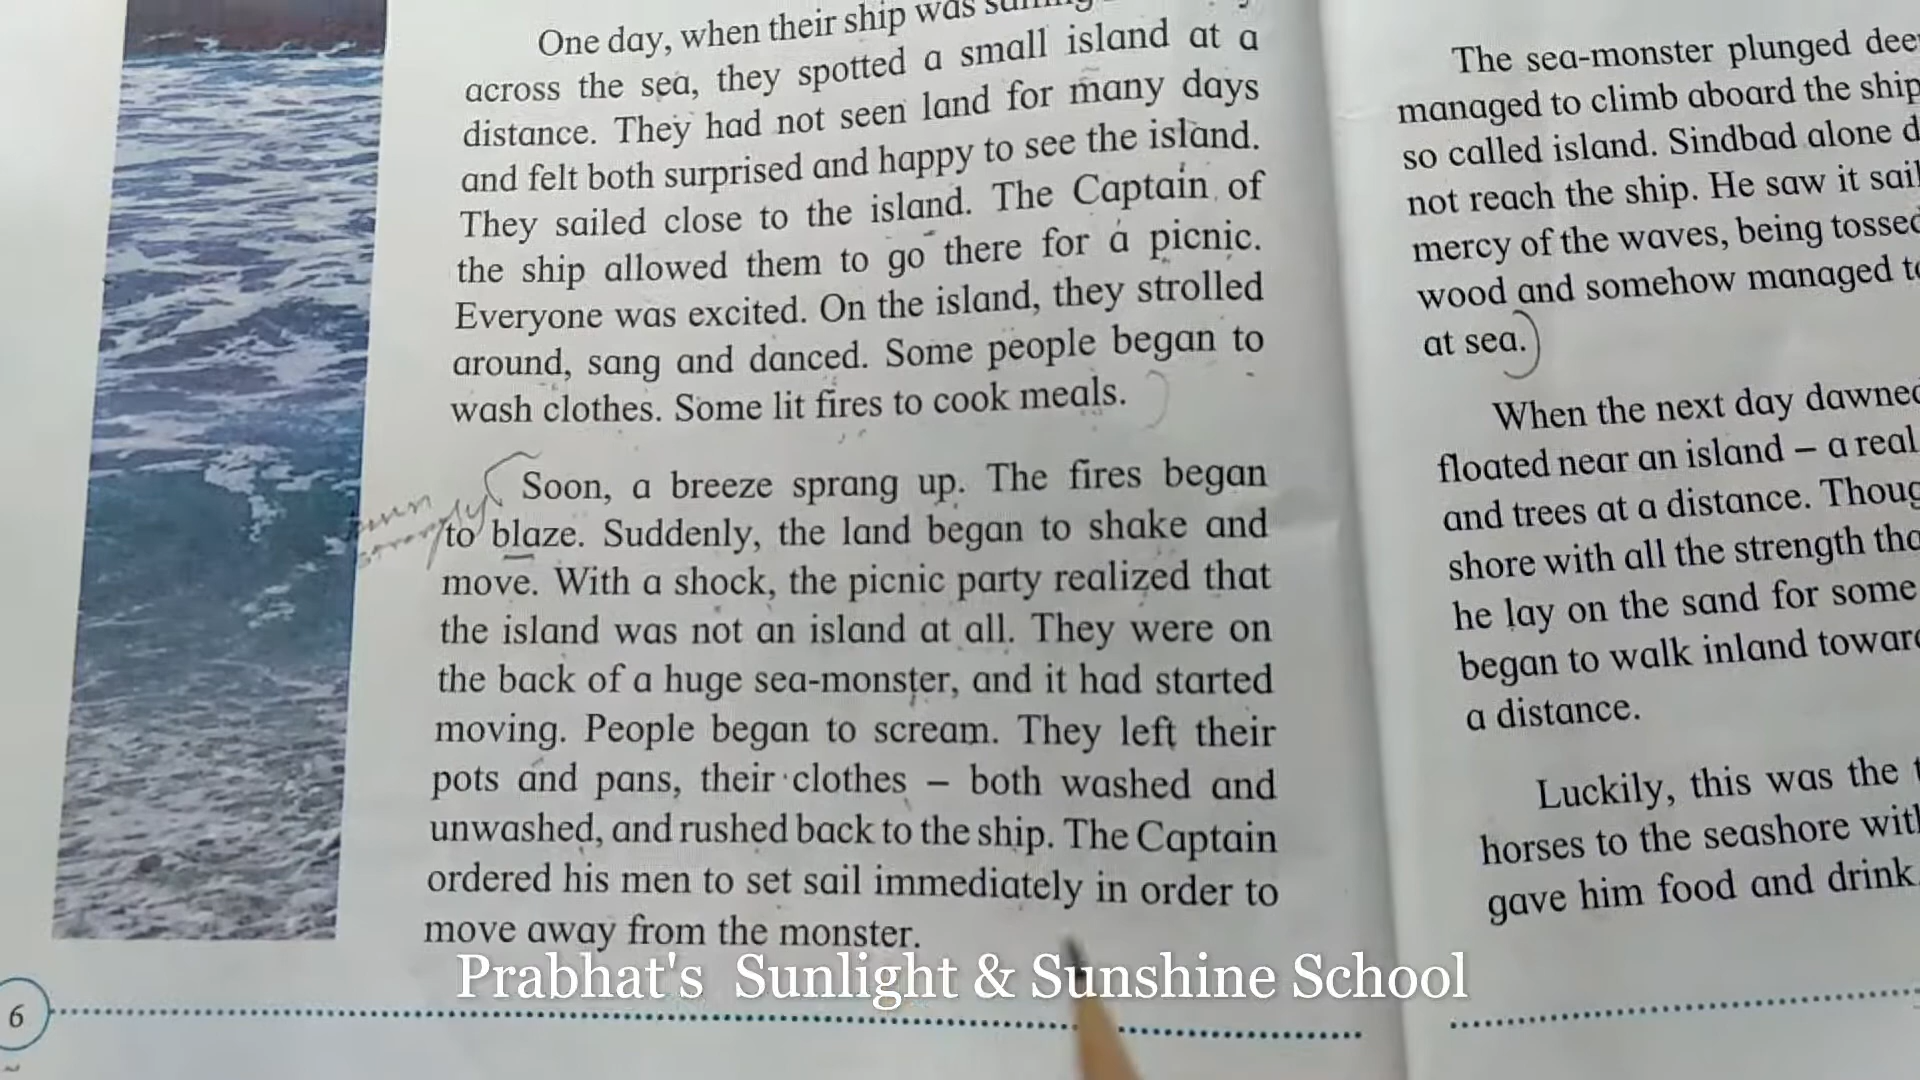 One day, when their ship was
across the sea, they spotted a small island at a
distance. They had not seen land for many days
and felt both surprised and happy to see the island.
They sailed close to the island. The Captain of
the ship allowed them to go there for a picnic.
Everyone was excited. On the island, they strolled
around, sang and danced. Some people began to
wash clothes. Some lit fires to cook meals.
Soon, a breeze sprang up. The fires began
to blaze. Suddenly, the land began to shake and
move. With a shock, the picnic party realized that
the island was not an island at all. They were on
the back of a huge sea-monster, and it had started
moving. People began to scream. They left their
pots and pans, their clothes – both washed and
unwashed, and rushed back to the ship. The Captain
ordered his men to set sail immediately in order to
move away from the monster.
6
The sea-monster plunged
managed to climb aboard the ship
so called island. Sindbad alone
not reach the ship. He saw it
mercy of the waves, being
wood and somehow managed
at sea.
When the next day
floated near an island – a real
and trees at a distance.
shore with all the strength
he lay on the sand for some
began to walk inland
a distance.
Luckily, this was the
horses to the seashore
gave him food and drink.
Prabhat's Sunlight & Sunshine School